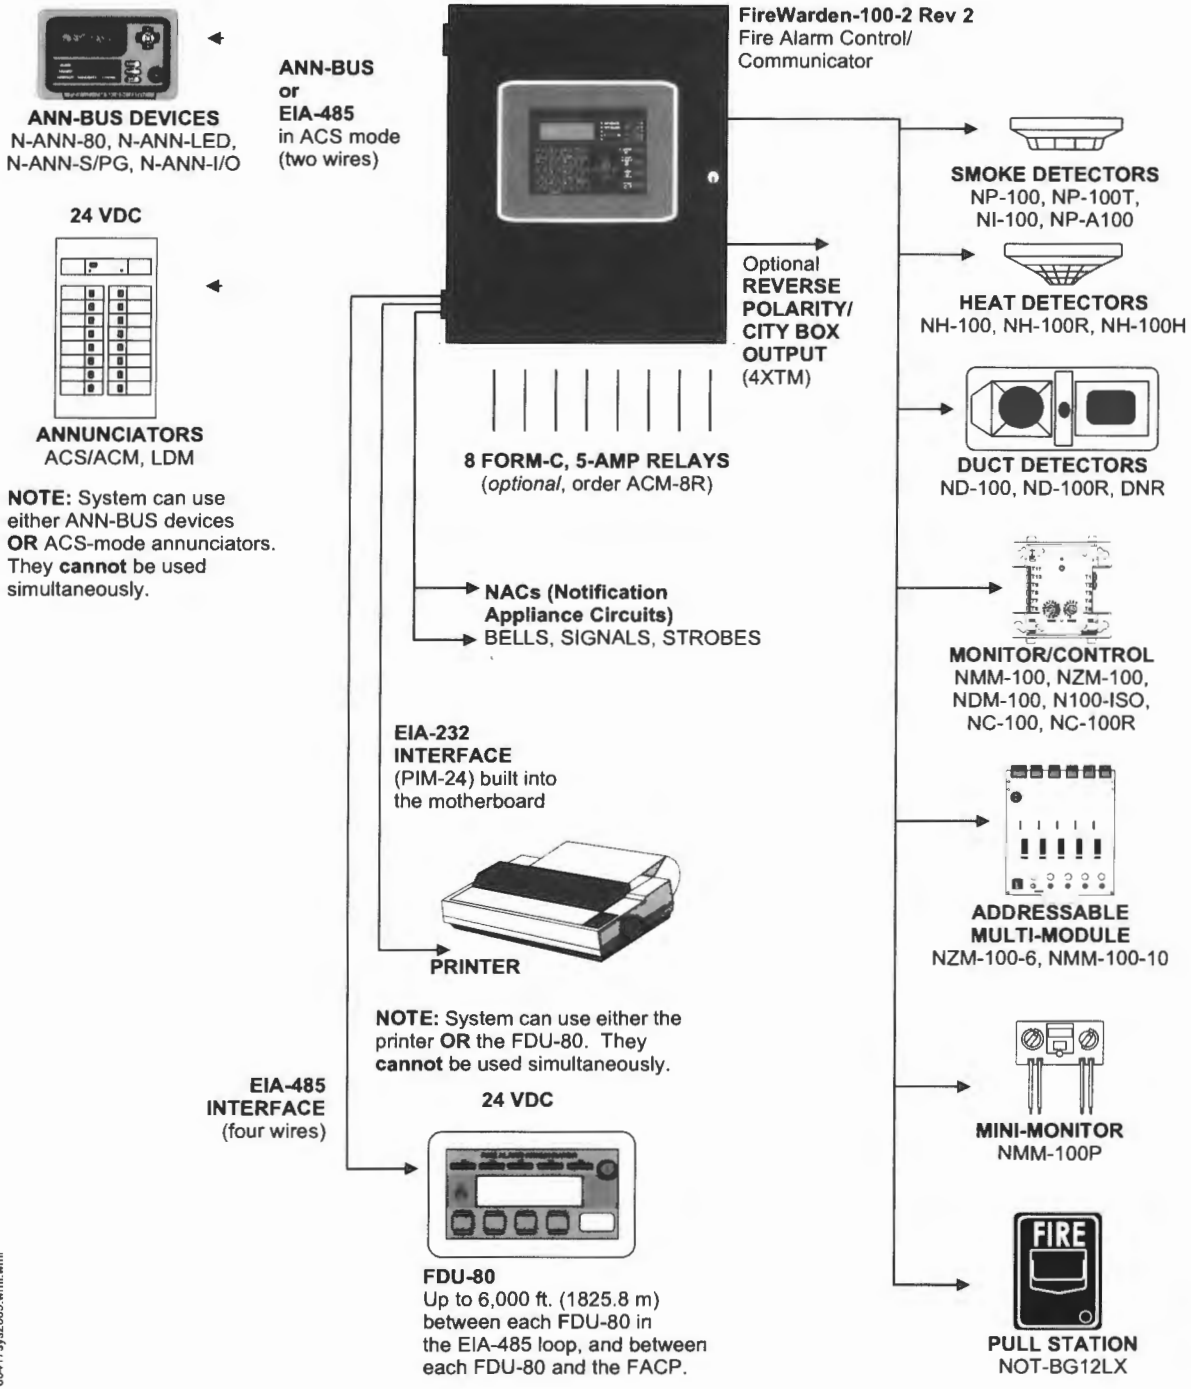 FireWarden-100-2 Rev 2
Fire Alarm Control/
Communicator
ANN-BUS
or
EIA-485
in ACS mode
(two wires)
ANN-BUS DEVICES
N-ANN-80, N-ANN-LED,
N-ANN-S/PG, N-ANN-I/O
24 VDC
ANNUNCIATORS
ACS/ACM, LDM
NOTE: System can use
either ANN-BUS devices
OR ACS-mode annunciators.
They cannot be used
simultaneously.
Optional
REVERSE
POLARITY/
CITY BOX
OUTPUT
(4XTM)
8 FORM-C, 5-AMP RELAYS
(optional, order ACM-8R)
NACs (Notification
Appliance Circuits)
BELLS, SIGNALS, STROBES
EIA-232
INTERFACE
(PIM-24) built into
the motherboard
PRINTER
NOTE: System can use either the
printer OR the FDU-80. They
cannot be used simultaneously.
EIA-485
INTERFACE
(four wires)
24 VDC
FDU-80
Up to 6,000 ft. (1825.8 m)
between each FDU-80 in
the EIA-485 loop, and between
each FDU-80 and the FACP.
SMOKE DETECTORS
NP-100, NP-100T,
NI-100, NP-A100
HEAT DETECTORS
NH-100, NH-100R, NH-100H
DUCT DETECTORS
ND-100, ND-100R, DNR
MONITOR/CONTROL
NMM-100, NZM-100,
NDM-100, N100-ISO,
NC-100, NC-100R
ADDRESSABLE
MULTI-MODULE
NZM-100-6, NMM-100-10
MINI-MONITOR
NMM-100P
FIRE
PULL STATION
NOT-BG12LX